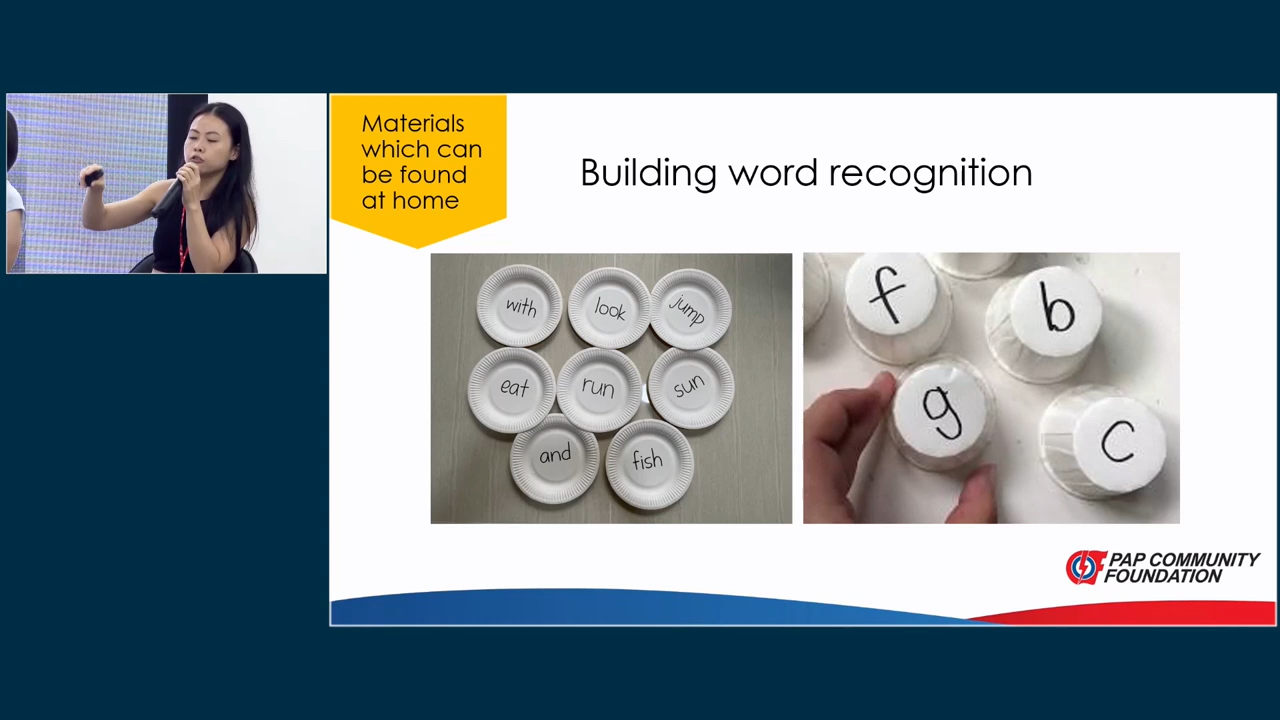 Materials
which can
be found
at home
Building word recognition
with look jump
eat run sun
and fish
f b
g c
PAP COMMUNITY
FOUNDATION